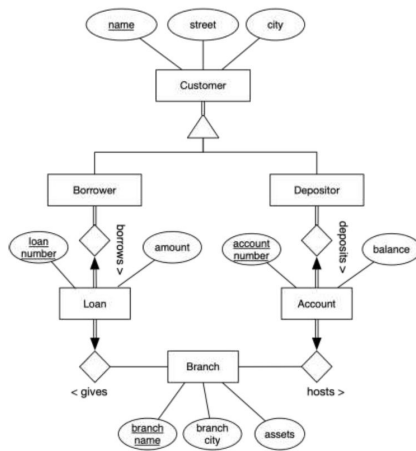 name
street
city
Customer
Borrower
Depositor
borrows >
deposits >
loan
number
amount
account
number
balance
Loan
Account
Branch
< gives
hosts >
branch
name
branch
city
assets